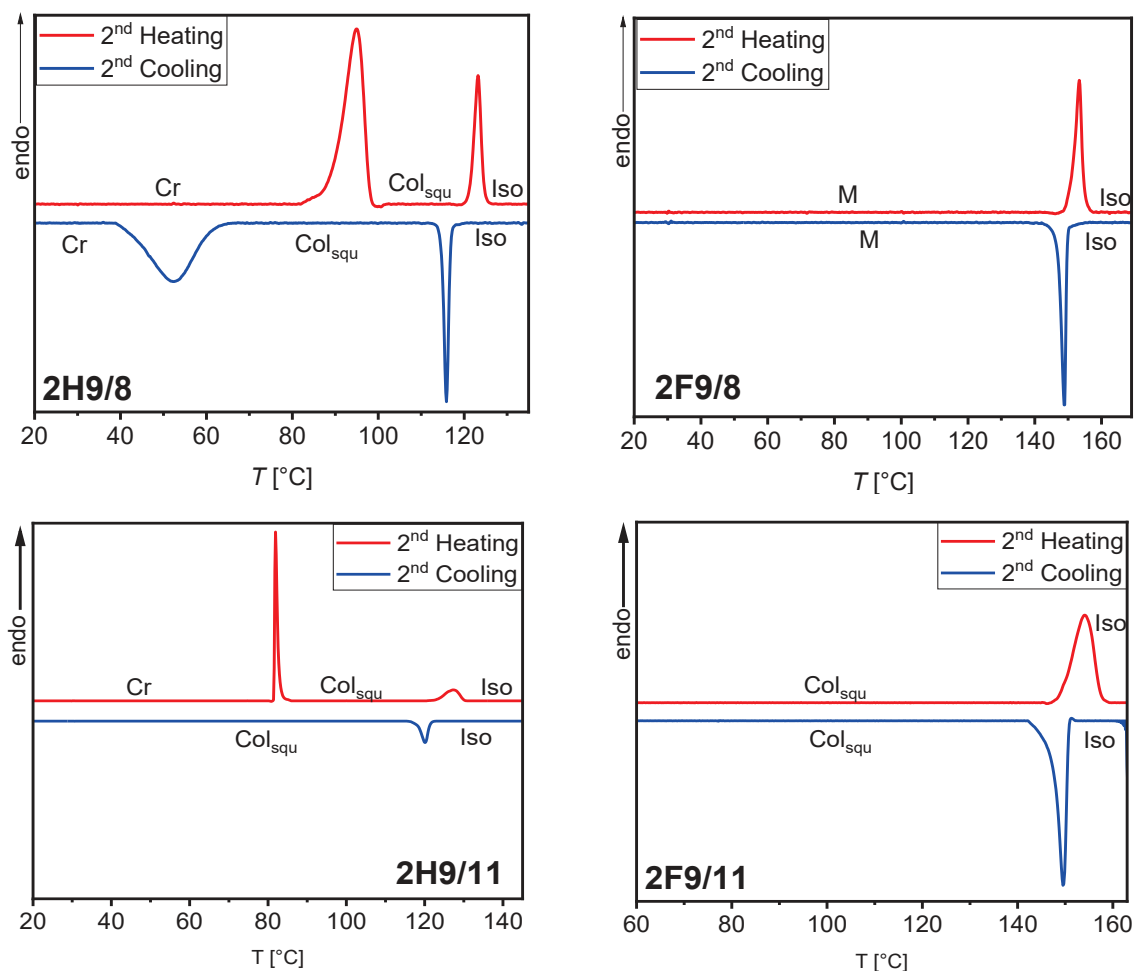 endo
2nd Heating
2nd Cooling
Cr
Colsqu
Iso
Cr
Colsqu
Iso
2H9/8
20 40 60 80 100 120
T [°C]
endo
2nd Heating
2nd Cooling
M
Iso
M
Iso
2F9/8
20 40 60 80 100 120 140 160
T [°C]
endo
2nd Heating
2nd Cooling
Cr
Colsqu
Iso
Colsqu
Iso
2H9/11
20 40 60 80 100 120 140
T [°C]
endo
2nd Heating
2nd Cooling
Iso
Colsqu
Colsqu
Iso
2F9/11
60 80 100 120 140 160
T [°C]